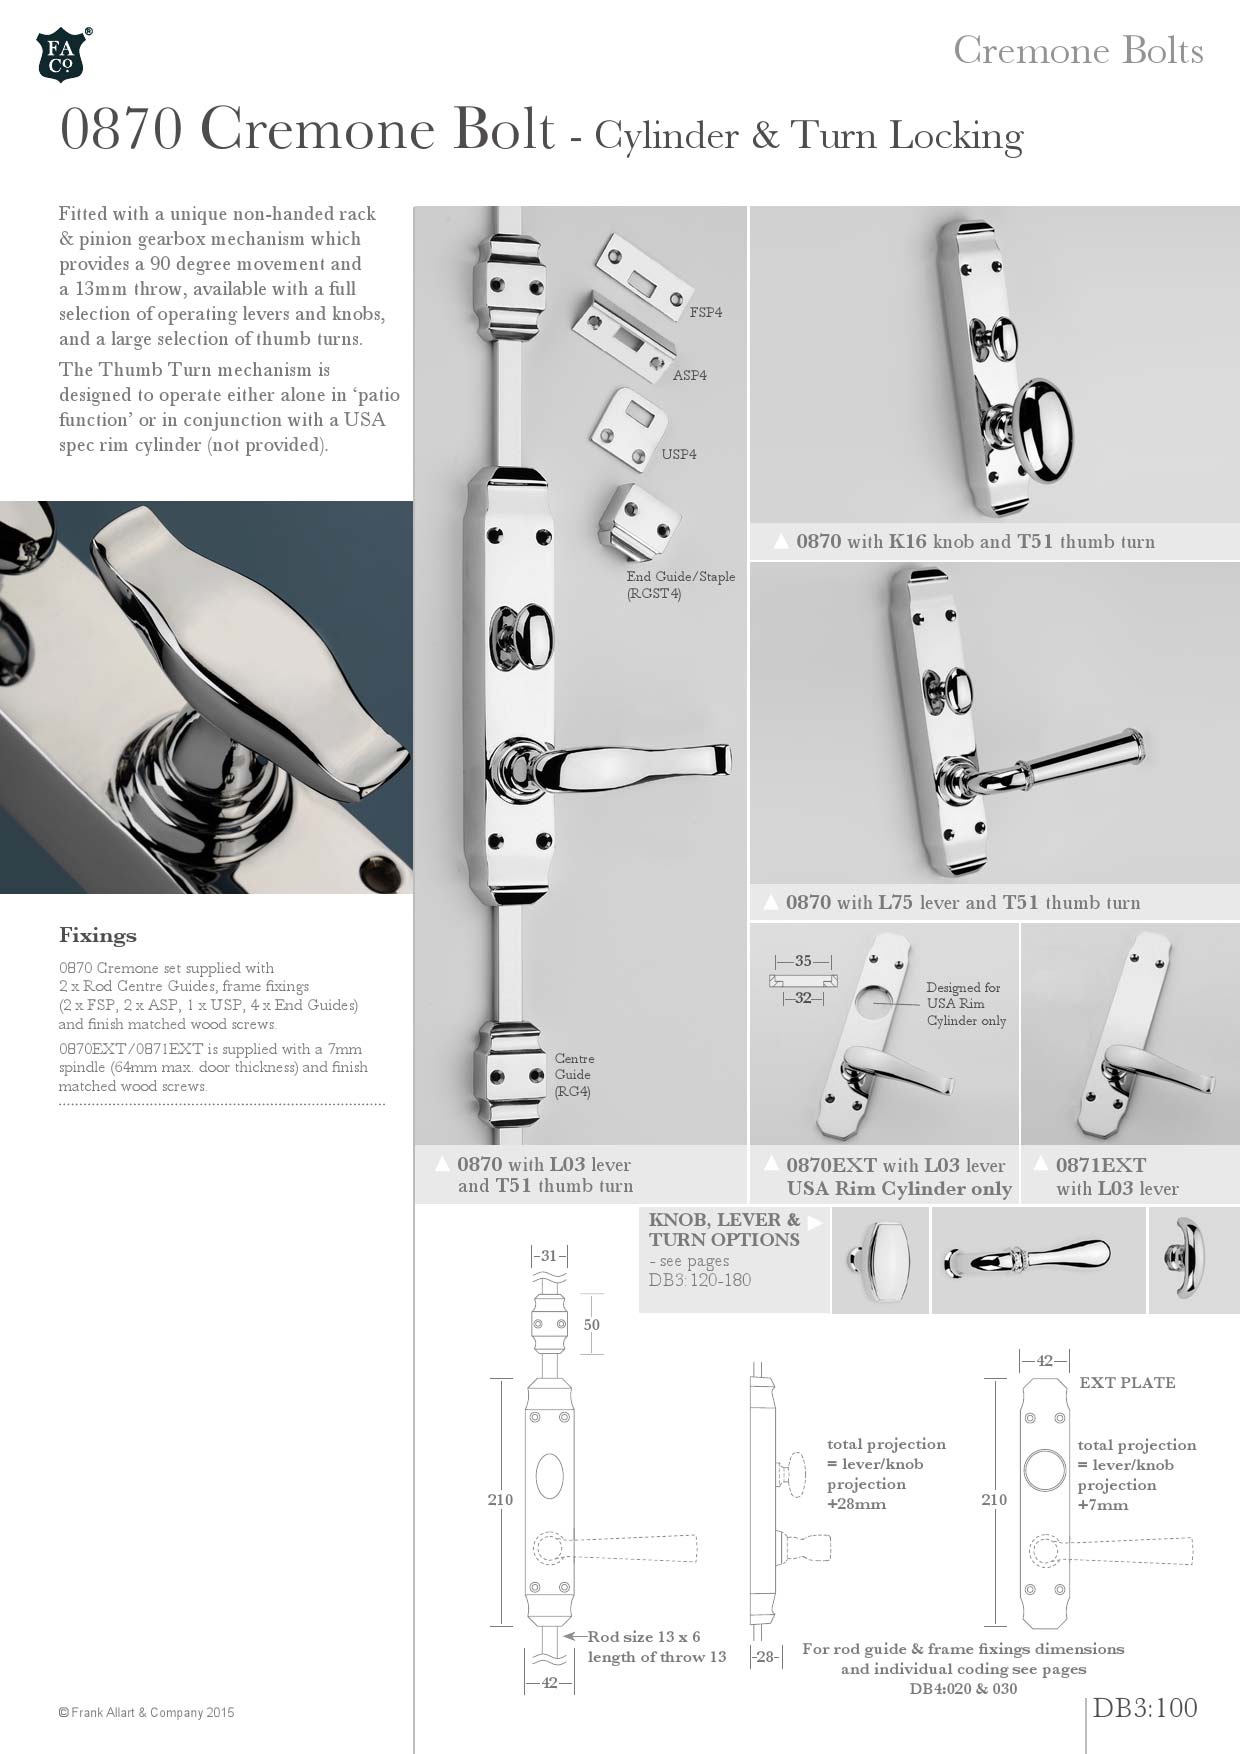 FA
Co.
®
Cremone Bolts
0870 Cremone Bolt - Cylinder & Turn Locking
Fitted with a unique non-handed rack
& pinion gearbox mechanism which
provides a 90 degree movement and
a 13mm throw, available with a full
selection of operating levers and knobs,
and a large selection of thumb turns.
The Thumb Turn mechanism is
designed to operate either alone in ‘patio
function’ or in conjunction with a USA
spec rim cylinder (not provided).
Fixings
0870 Cremone set supplied with
2 x Rod Centre Guides, frame fixings
(2 x FSP, 2 x ASP, 1 x USP, 4 x End Guides)
and finish matched wood screws.
0870EXT/0871EXT is supplied with a 7mm
spindle (64mm max. door thickness) and finish
matched wood screws.
FSP4
ASP4
USP4
End Guide/Staple
(RGST4)
Centre
Guide
(RG4)
0870 with L03 lever
and T51 thumb turn
0870 with K16 knob and T51 thumb turn
0870 with L75 lever and T51 thumb turn
35
32
Designed for
USA Rim
Cylinder only
0870EXT with L03 lever
USA Rim Cylinder only
0871EXT
with L03 lever
KNOB, LEVER &
TURN OPTIONS
- see pages
DB3:120-180
31
50
210
Rod size 13 x 6
length of throw 13
42
total projection
= lever/knob
projection
+28mm
28
42
EXT PLATE
210
total projection
= lever/knob
projection
+7mm
For rod guide & frame fixings dimensions
and individual coding see pages
DB4:020 & 030
© Frank Allart & Company 2015
DB3:100